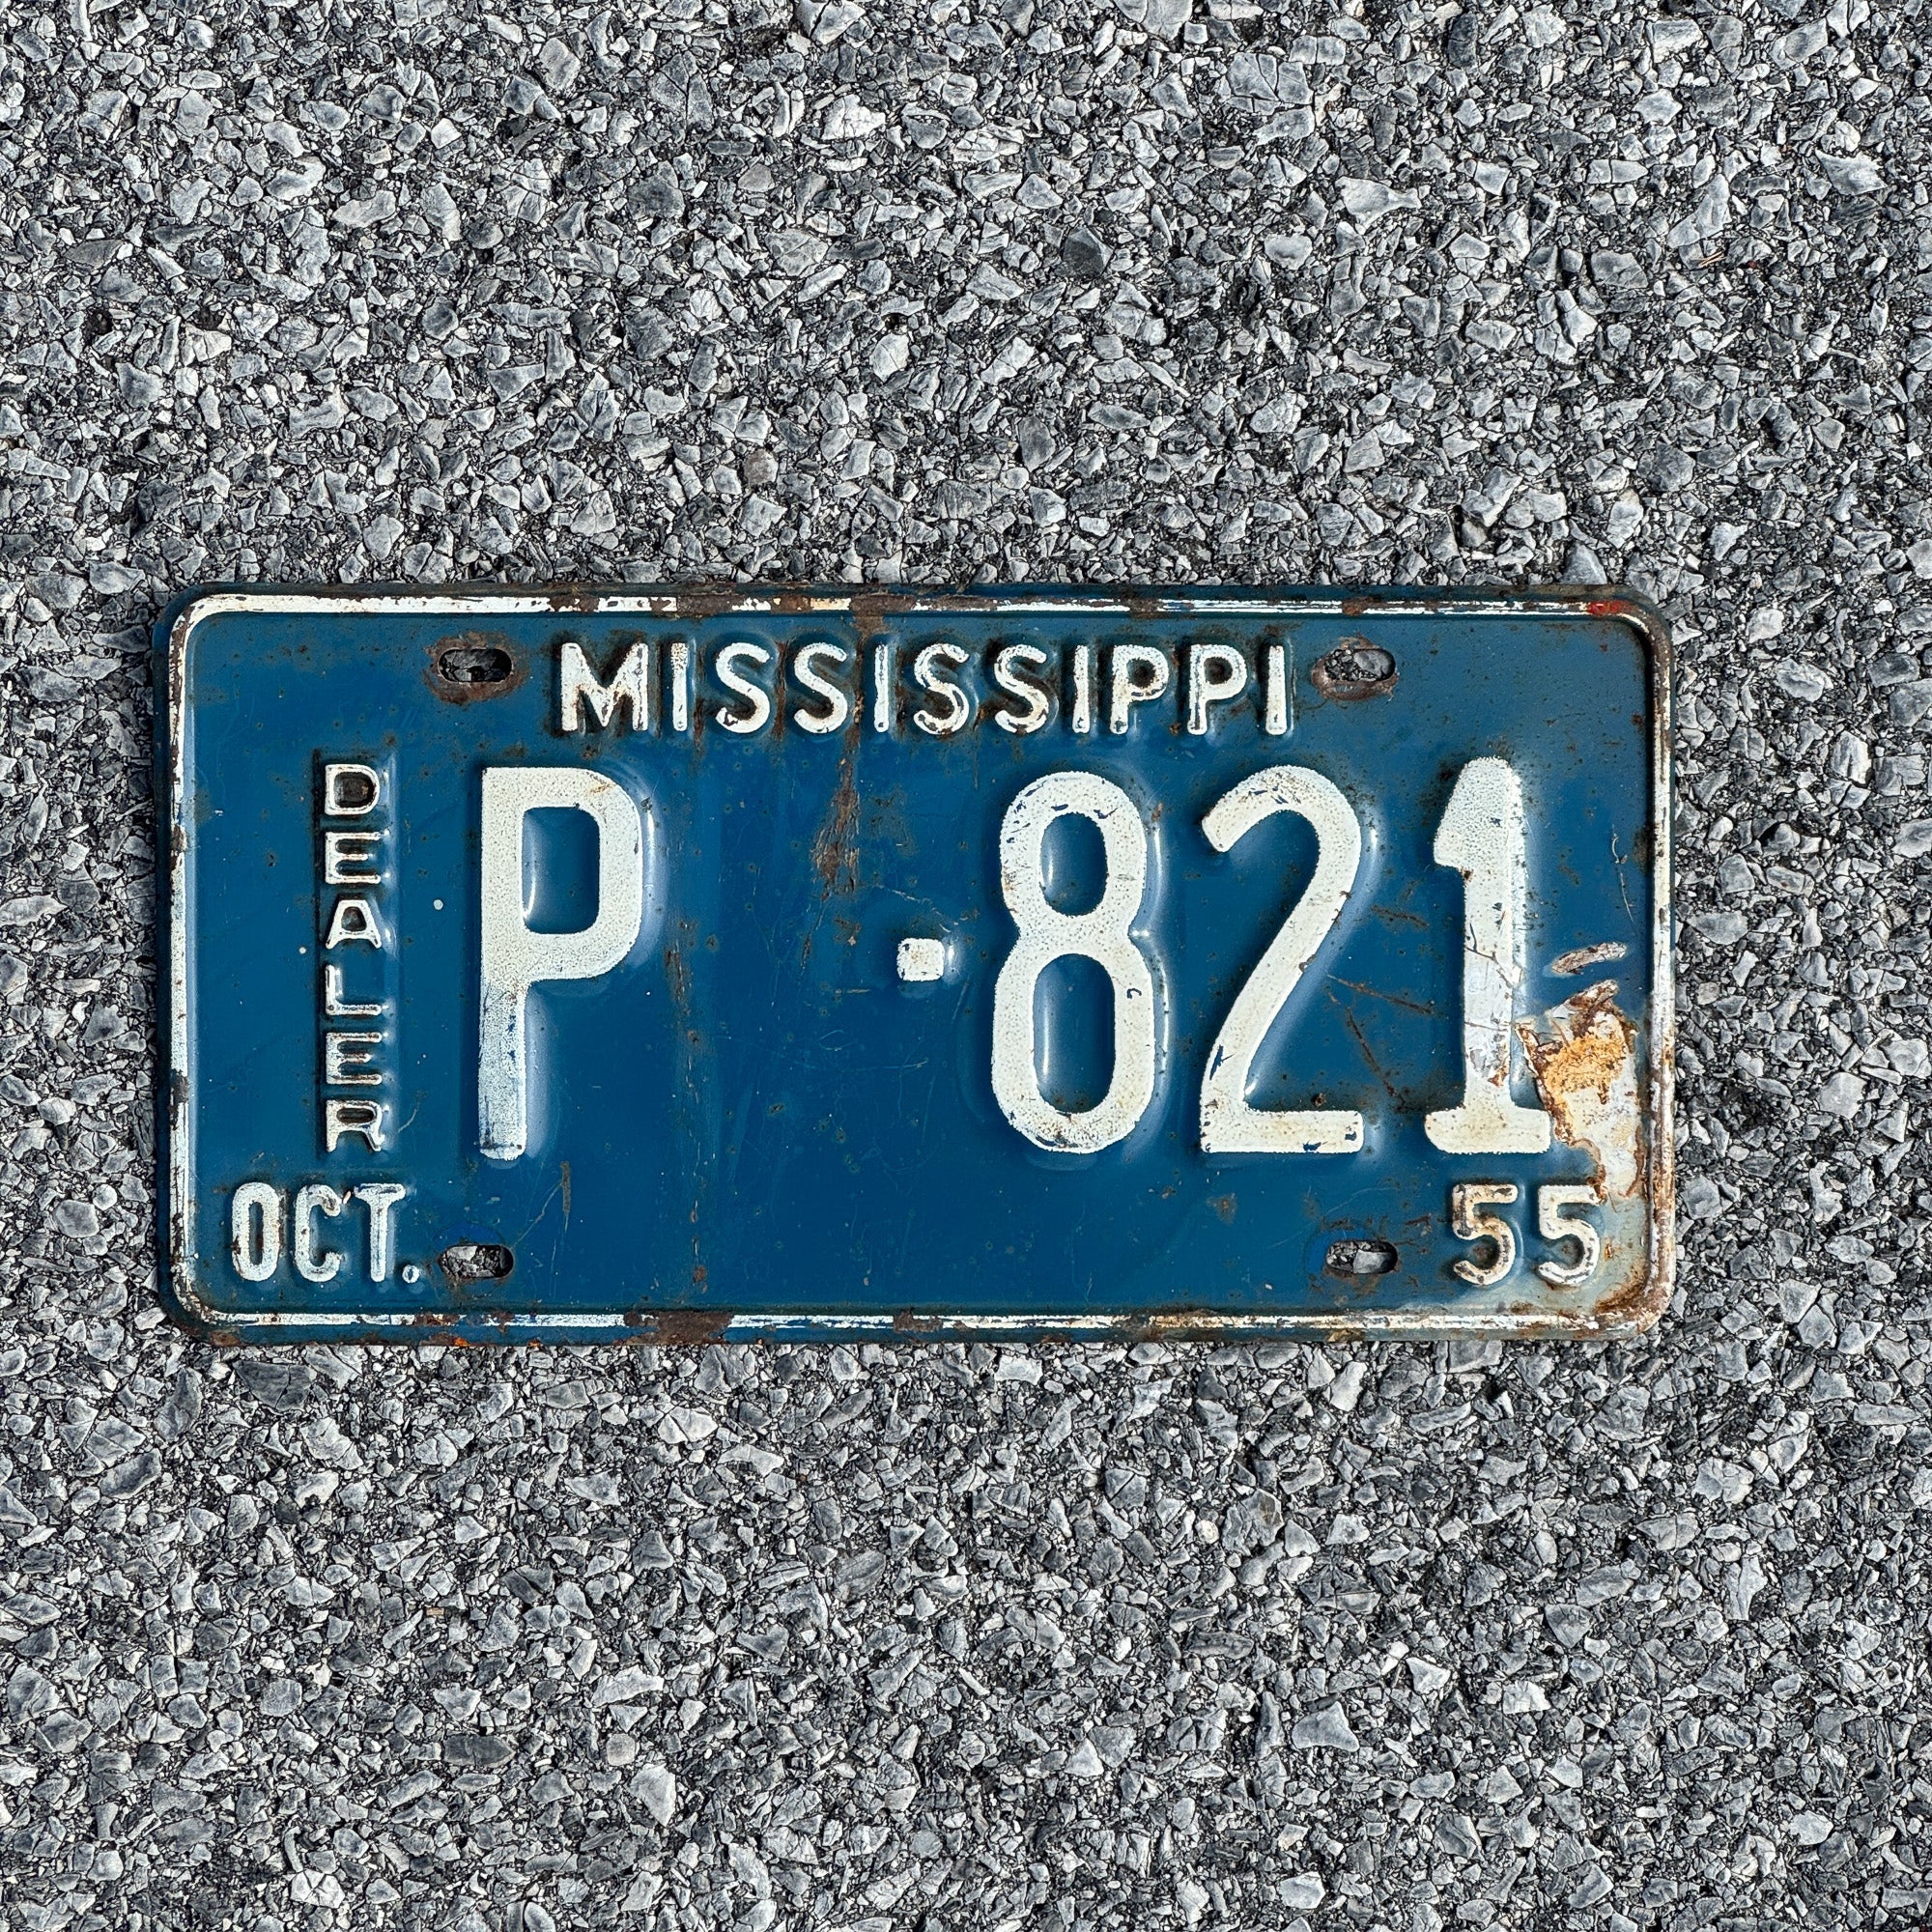 MISSISSIPPI
DEALER
P·821
OCT. 55